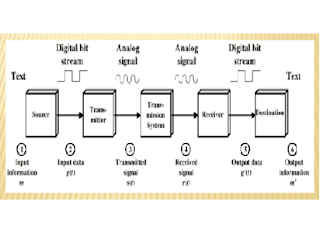 Digital bit stream
Analog signal
Analog signal
Digital bit stream
Text
Text
Source
Trans-
mitter
Trans-
mission
System
Receiver
Destination
1
2
3
4
5
6
Input information m
Input data g(t)
Transmitted signal s(t)
Received signal r(t)
Output data g'(t)
Output information m'